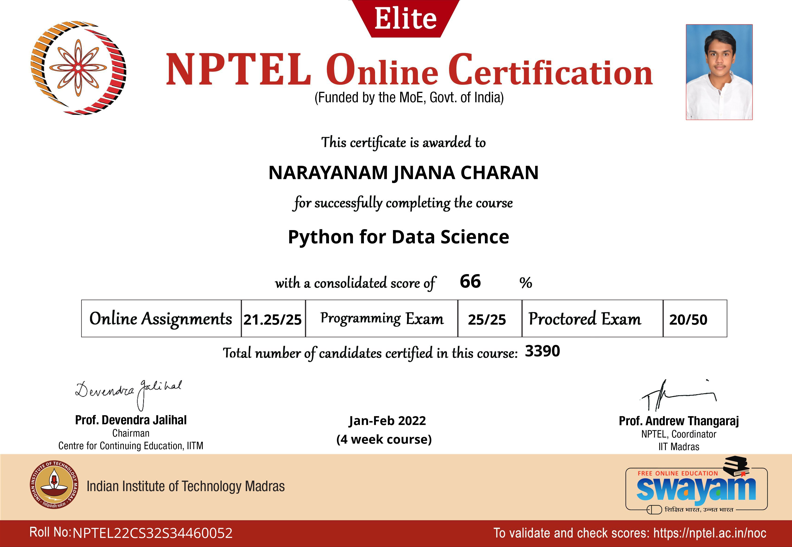 Elite
NPTEL Online Certification
(Funded by the MoE, Govt. of India)
This certificate is awarded to
NARAYANAM JNANA CHARAN
for successfully completing the course
Python for Data Science
with a consolidated score of 66 %
Online Assignments 21.25/25 Programming Exam 25/25 Proctored Exam 20/50
Total number of candidates certified in this course: 3390
Devendra Jalihal
Prof. Devendra Jalihal
Chairman
Centre for Continuing Education, IITM
Jan-Feb 2022
(4 week course)
Prof. Andrew Thangaraj
NPTEL, Coordinator
IIT Madras
Indian Institute of Technology Madras
FREE ONLINE EDUCATION
swayam
शिक्षित भारत, उन्नत भारत
Roll No: NPTEL22CS32S34460052
To validate and check scores: https://nptel.ac.in/noc